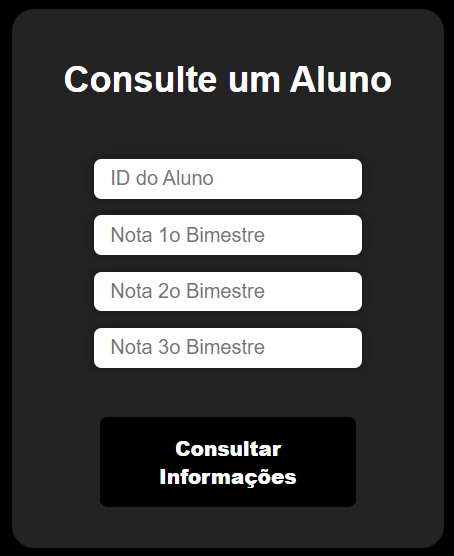 Consulte um Aluno
ID do Aluno
Nota 1o Bimestre
Nota 2o Bimestre
Nota 3o Bimestre
Consultar
Informações